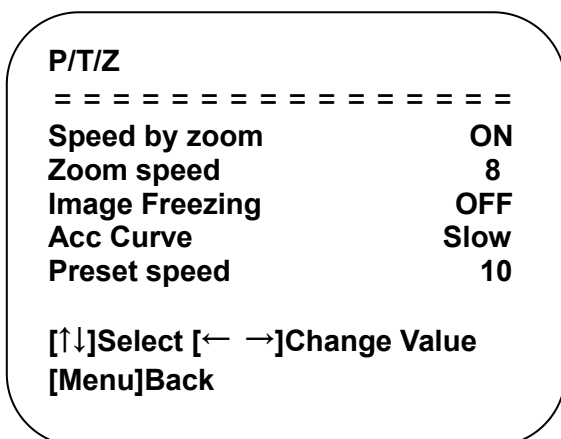 P/T/Z
= = = = = = = = = = = = = = = =
Speed by zoom ON
Zoom speed 8
Image Freezing OFF
Acc Curve Slow
Preset speed 10
[↑↓]Select [← →]Change Value
[Menu]Back